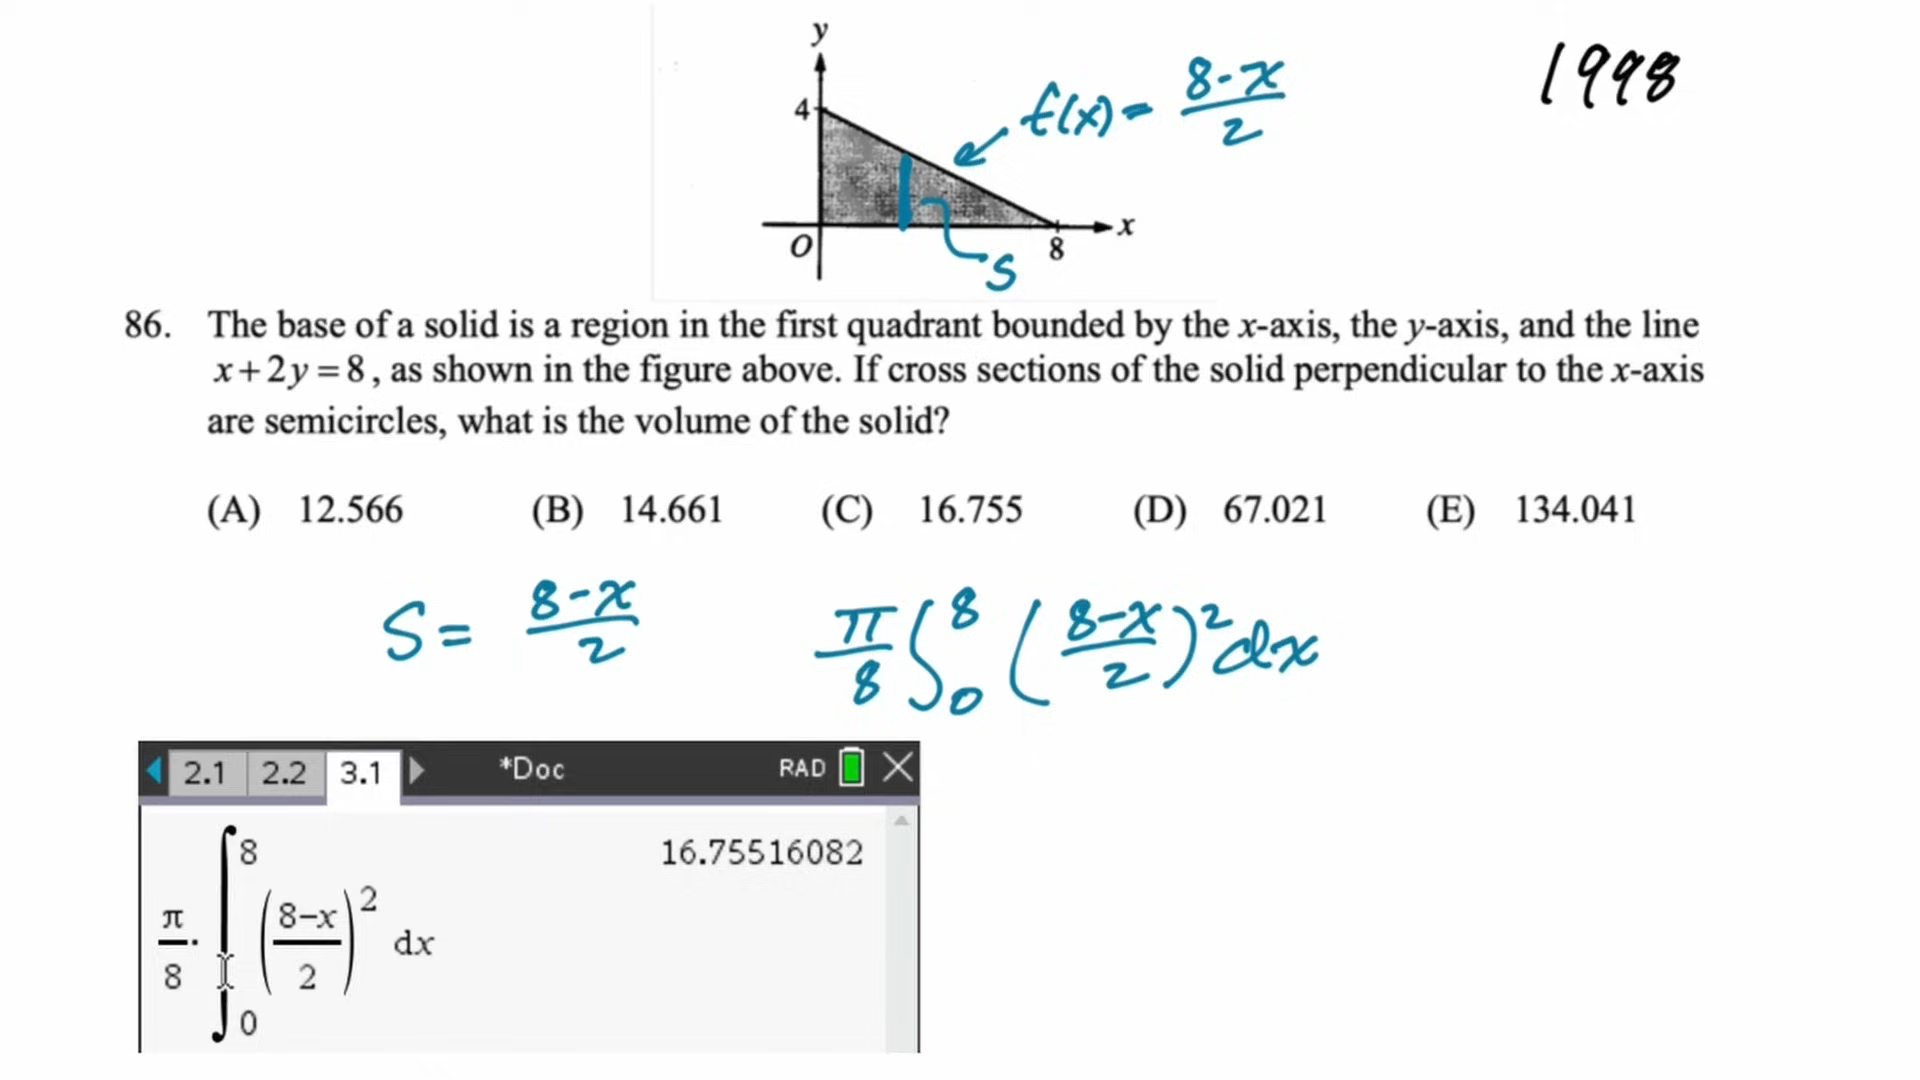 y
1998
4
f(x) = 8-x / 2
O
8
x
S
86. The base of a solid is a region in the first quadrant bounded by the x-axis, the y-axis, and the line
x+2y=8, as shown in the figure above. If cross sections of the solid perpendicular to the x-axis
are semicircles, what is the volume of the solid?
(A) 12.566 (B) 14.661 (C) 16.755 (D) 67.021 (E) 134.041
S = 8-x / 2
π/8 ∫₀⁸ (8-x / 2)² dx
2.1 2.2 3.1 *Doc RAD
π/8 · ∫₀⁸ (8-x / 2)² dx 16.75516082